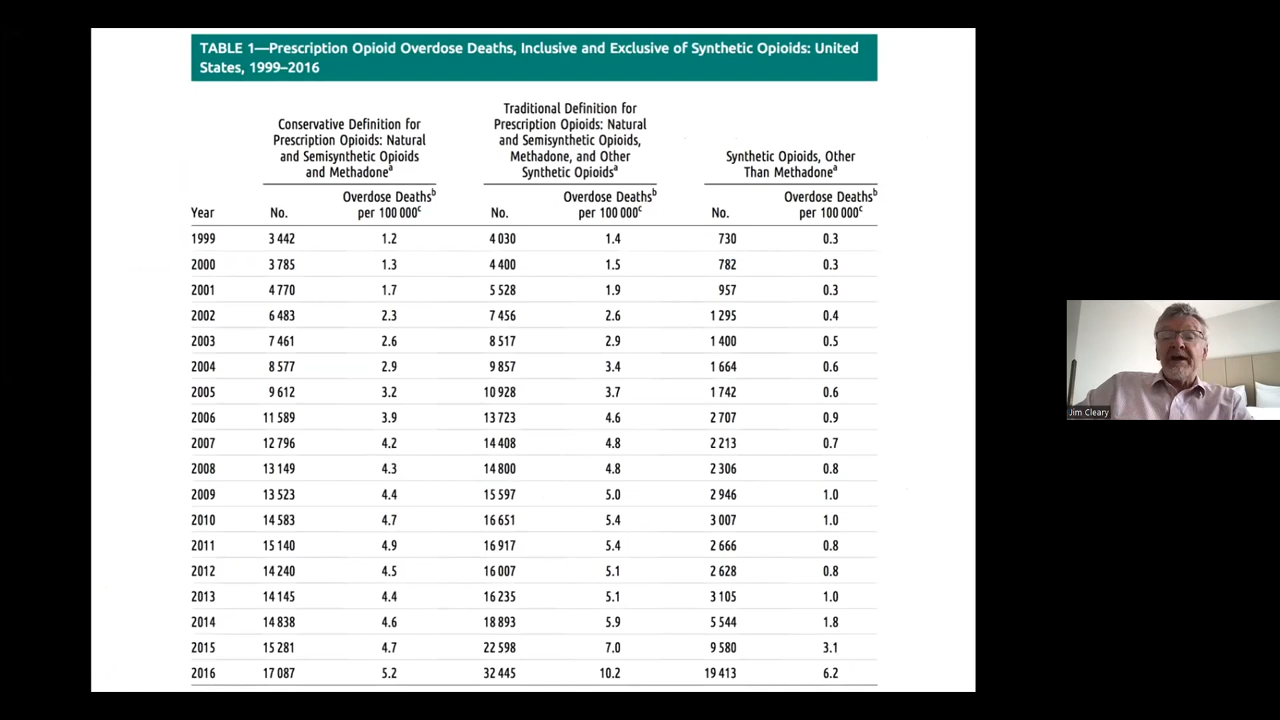 TABLE 1—Prescription Opioid Overdose Deaths, Inclusive and Exclusive of Synthetic Opioids: United
States, 1999–2016
Conservative Definition for
Prescription Opioids: Natural
and Semisynthetic Opioids
and Methadoneᵃ
Traditional Definition for
Prescription Opioids: Natural
and Semisynthetic Opioids,
Methadone, and Other
Synthetic Opioidsᵃ
Synthetic Opioids, Other
Than Methadoneᵃ
Year No. Overdose Deathsᵇ per 100 000ᶜ No. Overdose Deathsᵇ per 100 000ᶜ No. Overdose Deathsᵇ per 100 000ᶜ
1999 3 442 1.2 4 030 1.4 730 0.3
2000 3 785 1.3 4 400 1.5 782 0.3
2001 4 770 1.7 5 528 1.9 957 0.3
2002 6 483 2.3 7 456 2.6 1 295 0.4
2003 7 461 2.6 8 517 2.9 1 400 0.5
2004 8 577 2.9 9 857 3.4 1 664 0.6
2005 9 612 3.2 10 928 3.7 1 742 0.6
2006 11 589 3.9 13 723 4.6 2 707 0.9
2007 12 796 4.2 14 408 4.8 2 213 0.7
2008 13 149 4.3 14 800 4.8 2 306 0.8
2009 13 523 4.4 15 597 5.0 2 946 1.0
2010 14 583 4.7 16 651 5.4 3 007 1.0
2011 15 140 4.9 16 917 5.4 2 666 0.8
2012 14 240 4.5 16 007 5.1 2 628 0.8
2013 14 145 4.4 16 235 5.1 3 105 1.0
2014 14 838 4.6 18 893 5.9 5 544 1.8
2015 15 281 4.7 22 598 7.0 9 580 3.1
2016 17 087 5.2 32 445 10.2 19 413 6.2
Jim Cleary